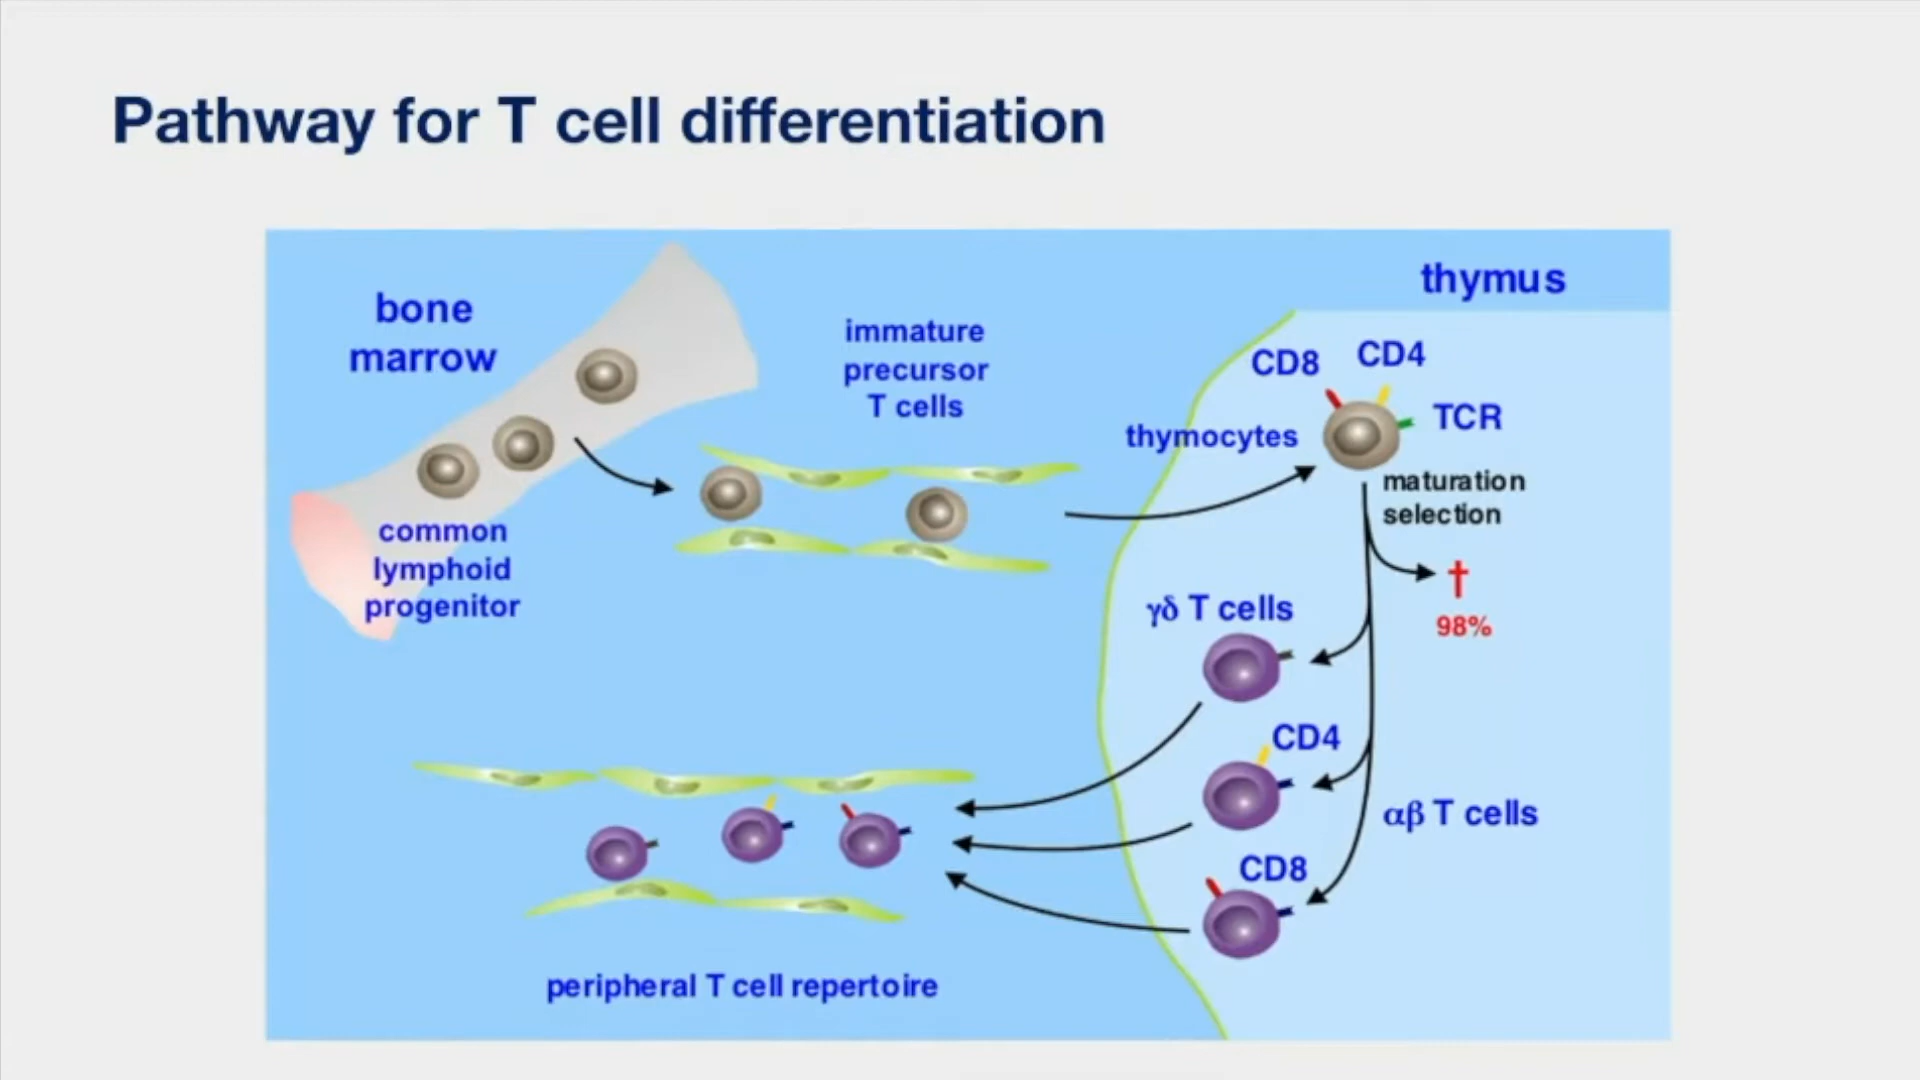 Pathway for T cell differentiation
bone
marrow
common
lymphoid
progenitor
immature
precursor
T cells
thymus
CD8
CD4
TCR
thymocytes
maturation
selection
†
98%
γδ T cells
CD4
αβ T cells
CD8
peripheral T cell repertoire